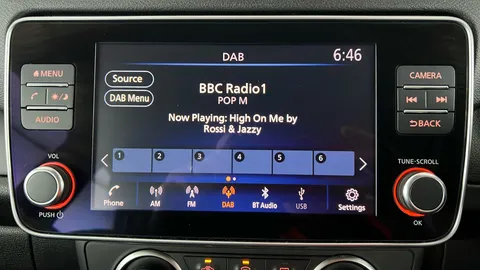 DAB
6:46
MENU
Source
CAMERA
BBC Radio1
POP M
DAB Menu
Now Playing: High On Me by
Rossi & Jazzy
AUDIO
BACK
VOL
TUNE-SCROLL
1 2 3 4 5 6
Phone AM FM DAB BT Audio USB Settings
PUSH
OK